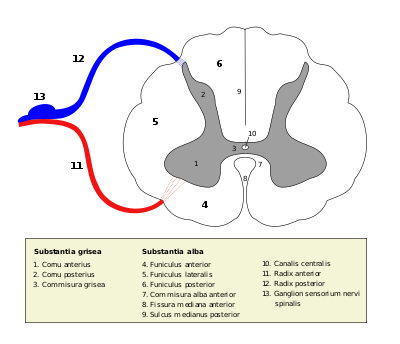 12
6
13
2
9
5
10
3
1
7
11
8
4
Substantia grisea
1. Cornu anterius
2. Cornu posterius
3. Commisura grisea
Substantia alba
4. Funiculus anterior
5. Funiculus lateralis
6. Funiculus posterior
7. Commisura alba anterior
8. Fissura mediana anterior
9. Sulcus medianus posterior
10. Canalis centralis
11. Radix anterior
12. Radix posterior
13. Ganglion sensorium nervi
spinalis